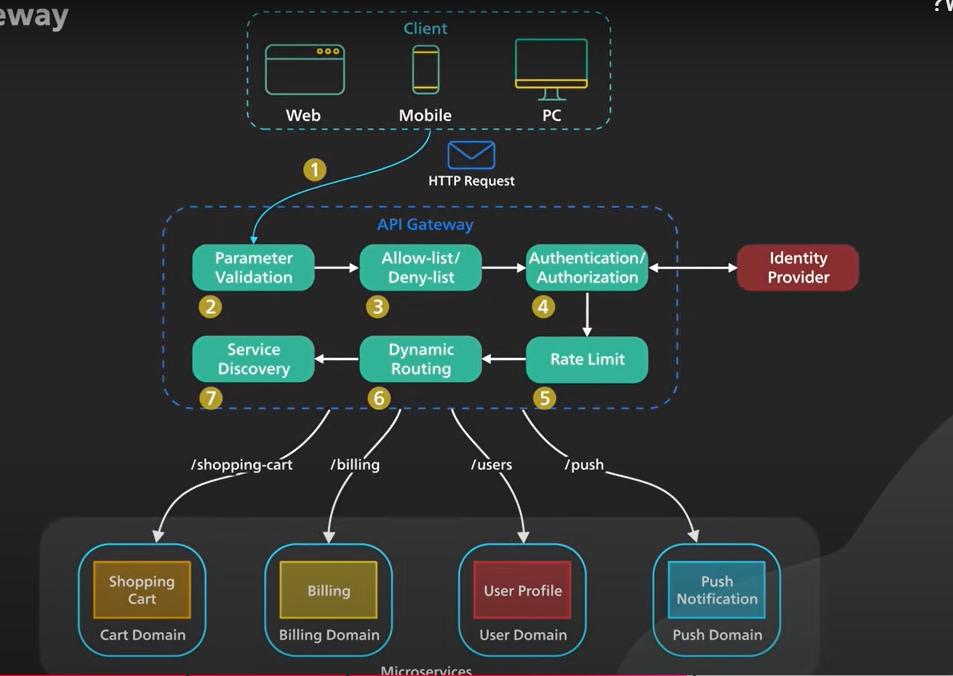 eway
?W
Client
Web
Mobile
PC
1
HTTP Request
API Gateway
Parameter
Validation
Allow-list/
Deny-list
Authentication/
Authorization
Identity
Provider
2
3
4
Service
Discovery
Dynamic
Routing
Rate Limit
7
6
5
/shopping-cart
/billing
/users
/push
Shopping
Cart
Billing
User Profile
Push
Notification
Cart Domain
Billing Domain
User Domain
Push Domain
Microservices